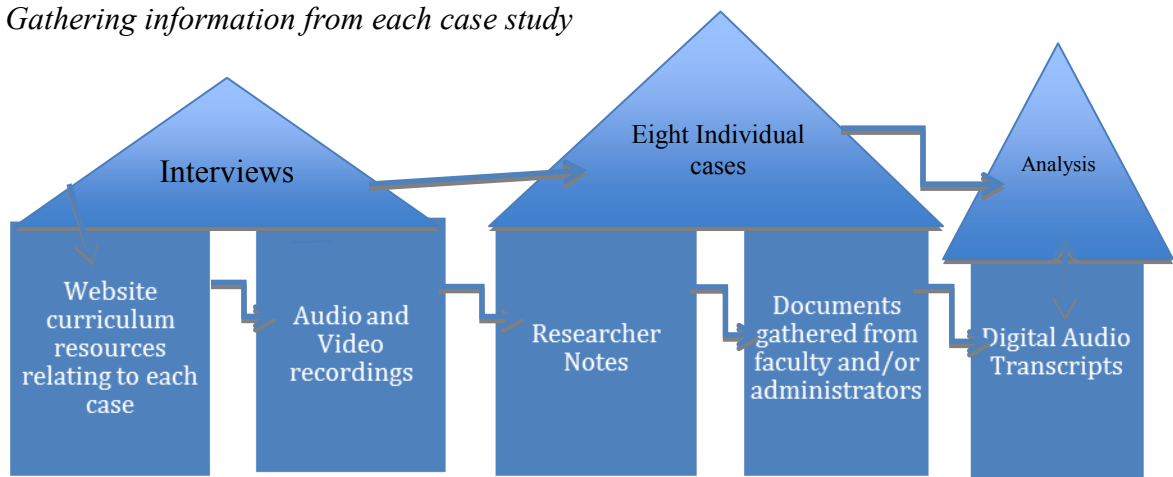 Gathering information from each case study
Interviews
Eight Individual
cases
Analysis
Website
curriculum
resources
relating to each
case
Audio and
Video
recordings
Researcher
Notes
Documents
gathered from
faculty and/or
administrators
Digital Audio
Transcripts